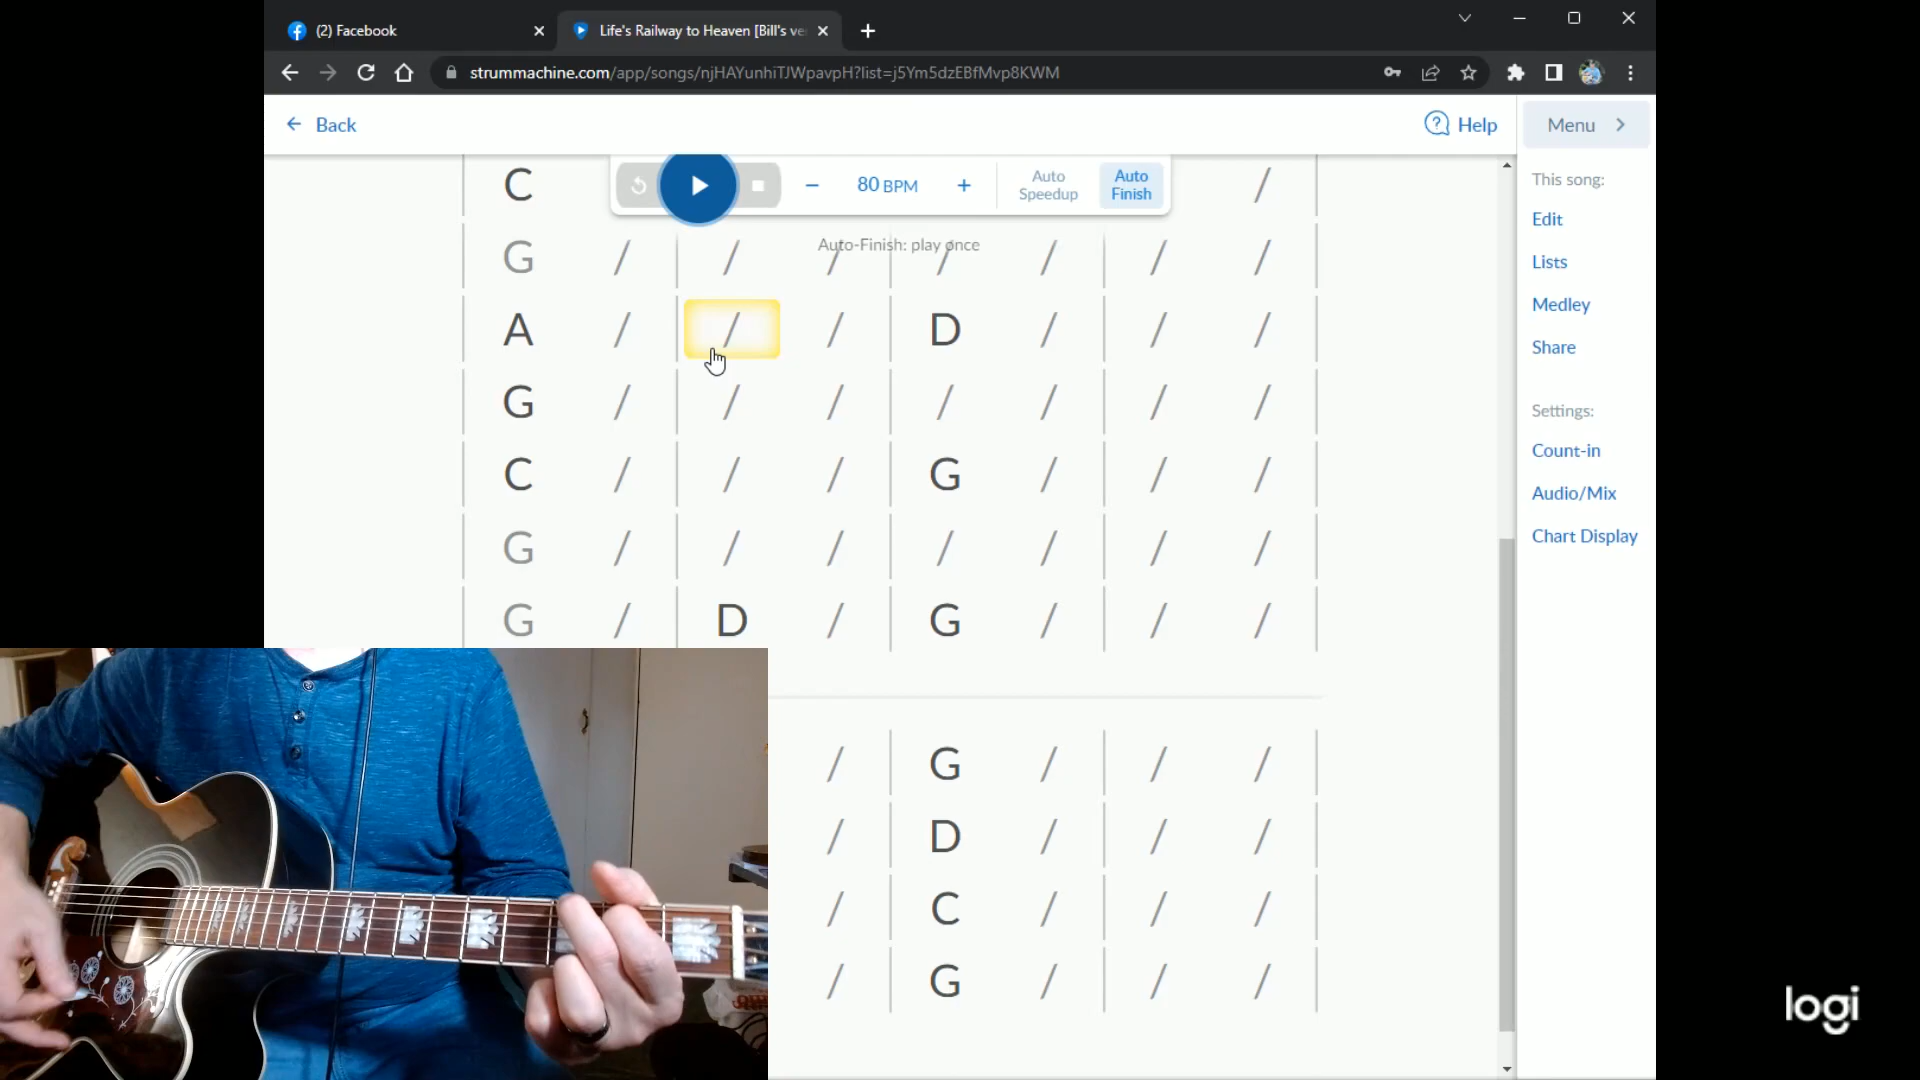 (2) Facebook
Life's Railway to Heaven [Bill's ve
strummachine.com/app/songs/njHAYunhiTJWpavpH?list=j5Ym5dzEBfMvp8KWM
Back
Help
Menu
80 BPM
Auto Speedup
Auto Finish
Auto-Finish: play once
C /
G / / / / / / /
A / / / D / / /
G / / / / / / /
C / / / G / / /
G / / / / / / /
G / D / G / / /
/ G / / /
/ D / / /
/ C / / /
/ G / / /
This song:
Edit
Lists
Medley
Share
Settings:
Count-in
Audio/Mix
Chart Display
logi